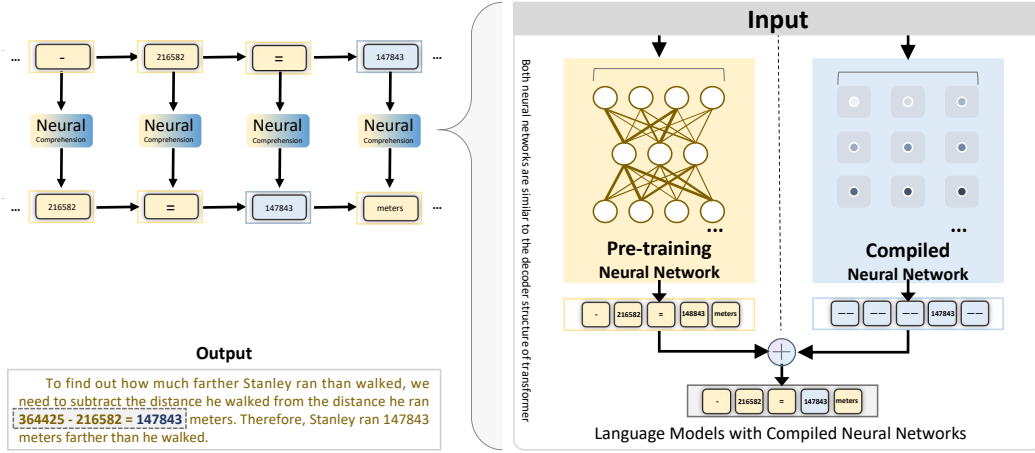 ... - 216582 = 147843 ...
Neural Neural Neural Neural
Comprehension Comprehension Comprehension Comprehension
... 216582 = 147843 meters ...
Output
To find out how much farther Stanley ran than walked, we
need to subtract the distance he walked from the distance he ran
364425 - 216582 = 147843 meters. Therefore, Stanley ran 147843
meters farther than he walked.
Both neural networks are similar to the decoder structure of transformer
Input
...
Pre-training
Neural Network
...
Compiled
Neural Network
- 216582 = 148843 meters
—— —— —— 147843 ——
+
- 216582 = 147843 meters
Language Models with Compiled Neural Networks